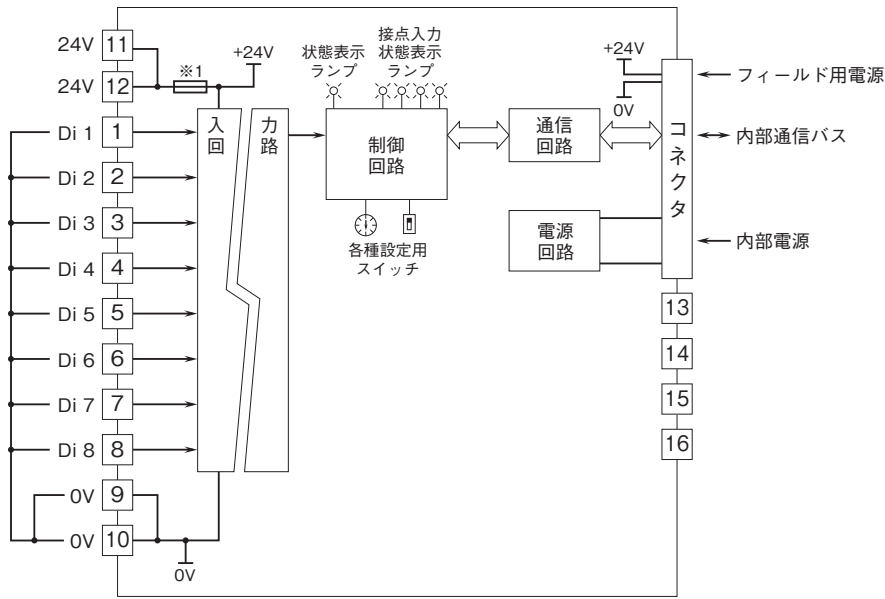 24V 11
24V 12
※1
+24V
状態表示
ランプ
接点入力
状態表示
ランプ
+24V
0V
フィールド用電源
Di 1 1
Di 2 2
Di 3 3
Di 4 4
Di 5 5
Di 6 6
Di 7 7
Di 8 8
0V 9
0V 10
0V
入力
回路
制御
回路
通信
回路
コネクタ
内部通信バス
各種設定用
スイッチ
電源
回路
内部電源
13
14
15
16